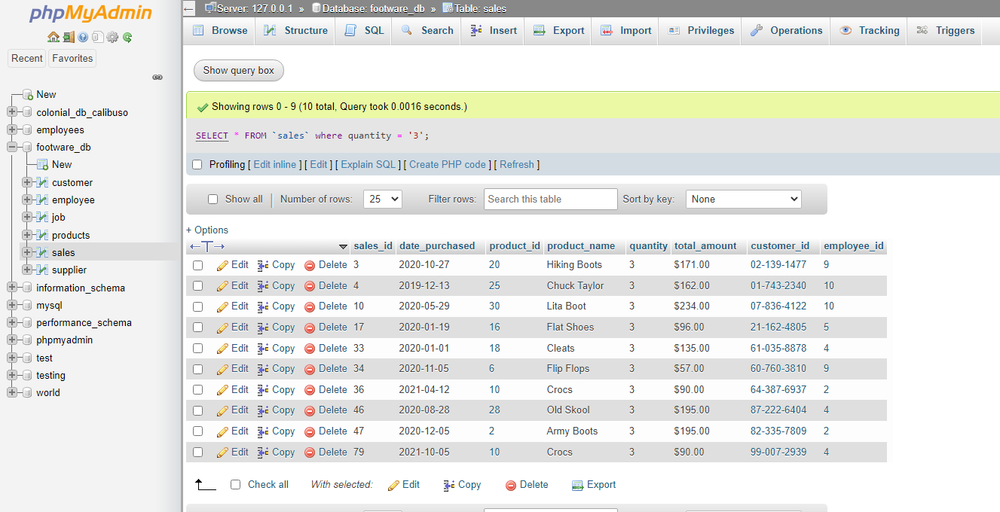 phpMyAdmin
Recent Favorites
New
colonial_db_calibuso
employees
footware_db
New
customer
employee
job
products
sales
supplier
information_schema
mysql
performance_schema
phpmyadmin
test
testing
world
Server: 127.0.0.1 » Database: footware_db » Table: sales
Browse Structure SQL Search Insert Export Import Privileges Operations Tracking Triggers
Show query box
Showing rows 0 - 9 (10 total, Query took 0.0016 seconds.)
SELECT * FROM `sales` where quantity = '3';
Profiling [ Edit inline ] [ Edit ] [ Explain SQL ] [ Create PHP code ] [ Refresh ]
Show all | Number of rows: 25 Filter rows: Search this table Sort by key: None
+ Options
←T→ sales_id date_purchased product_id product_name quantity total_amount customer_id employee_id
Edit Copy Delete 3 2020-10-27 20 Hiking Boots 3 $171.00 02-139-1477 9
Edit Copy Delete 4 2019-12-13 25 Chuck Taylor 3 $162.00 01-743-2340 10
Edit Copy Delete 10 2020-05-29 30 Lita Boot 3 $234.00 07-836-4122 10
Edit Copy Delete 17 2020-01-19 16 Flat Shoes 3 $96.00 21-162-4805 5
Edit Copy Delete 33 2020-01-01 18 Cleats 3 $135.00 61-035-8878 4
Edit Copy Delete 34 2020-11-05 6 Flip Flops 3 $57.00 60-760-3810 9
Edit Copy Delete 36 2021-04-12 10 Crocs 3 $90.00 64-387-6937 2
Edit Copy Delete 46 2020-08-28 28 Old Skool 3 $195.00 87-222-6404 4
Edit Copy Delete 47 2020-12-05 2 Army Boots 3 $195.00 82-335-7809 2
Edit Copy Delete 79 2021-10-05 10 Crocs 3 $90.00 99-007-2939 4
Check all With selected: Edit Copy Delete Export